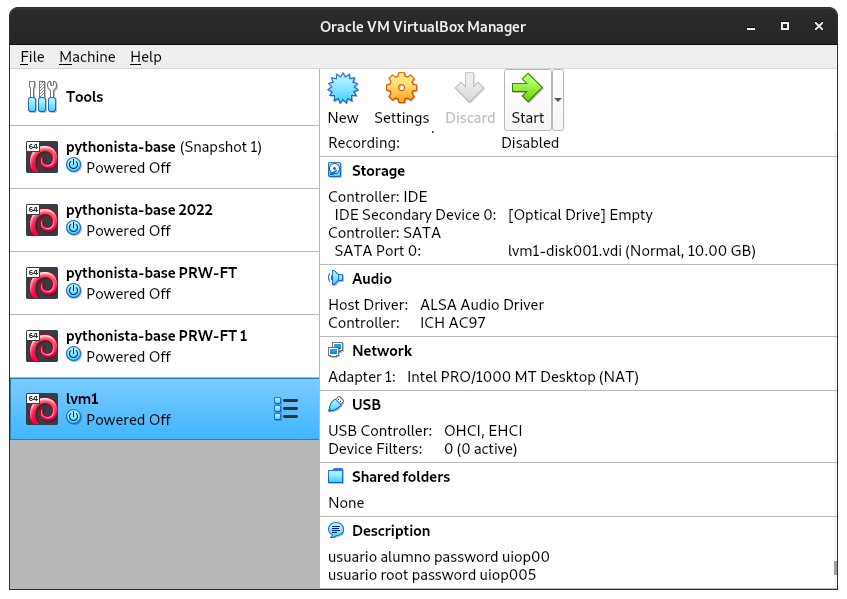 Oracle VM VirtualBox Manager
File Machine Help
Tools
64
pythonista-base (Snapshot 1)
Powered Off
64
pythonista-base 2022
Powered Off
64
pythonista-base PRW-FT
Powered Off
64
pythonista-base PRW-FT 1
Powered Off
64
lvm1
Powered Off
New Settings Discard Start
Recording: Disabled
Storage
Controller: IDE
IDE Secondary Device 0: [Optical Drive] Empty
Controller: SATA
SATA Port 0: lvm1-disk001.vdi (Normal, 10.00 GB)
Audio
Host Driver: ALSA Audio Driver
Controller: ICH AC97
Network
Adapter 1: Intel PRO/1000 MT Desktop (NAT)
USB
USB Controller: OHCI, EHCI
Device Filters: 0 (0 active)
Shared folders
None
Description
usuario alumno password uiop00
usuario root password uiop005